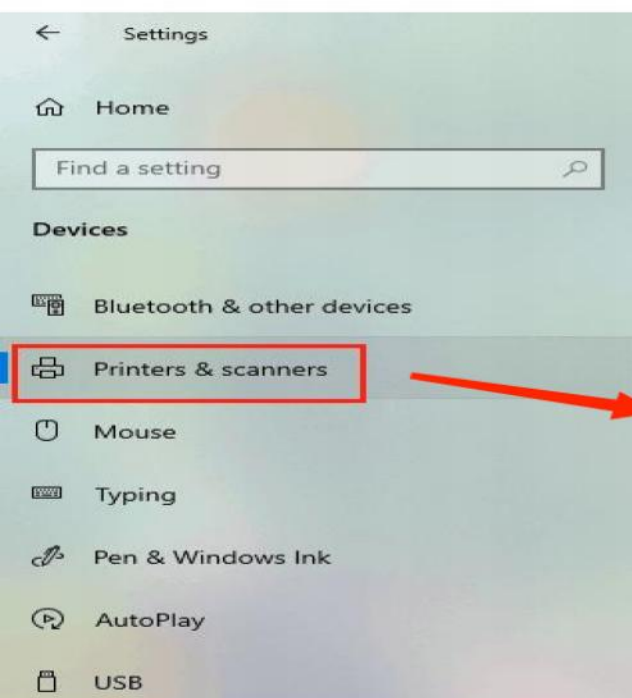 Settings
Home
Find a setting
Devices
Bluetooth & other devices
Printers & scanners
Mouse
Typing
Pen & Windows Ink
AutoPlay
USB